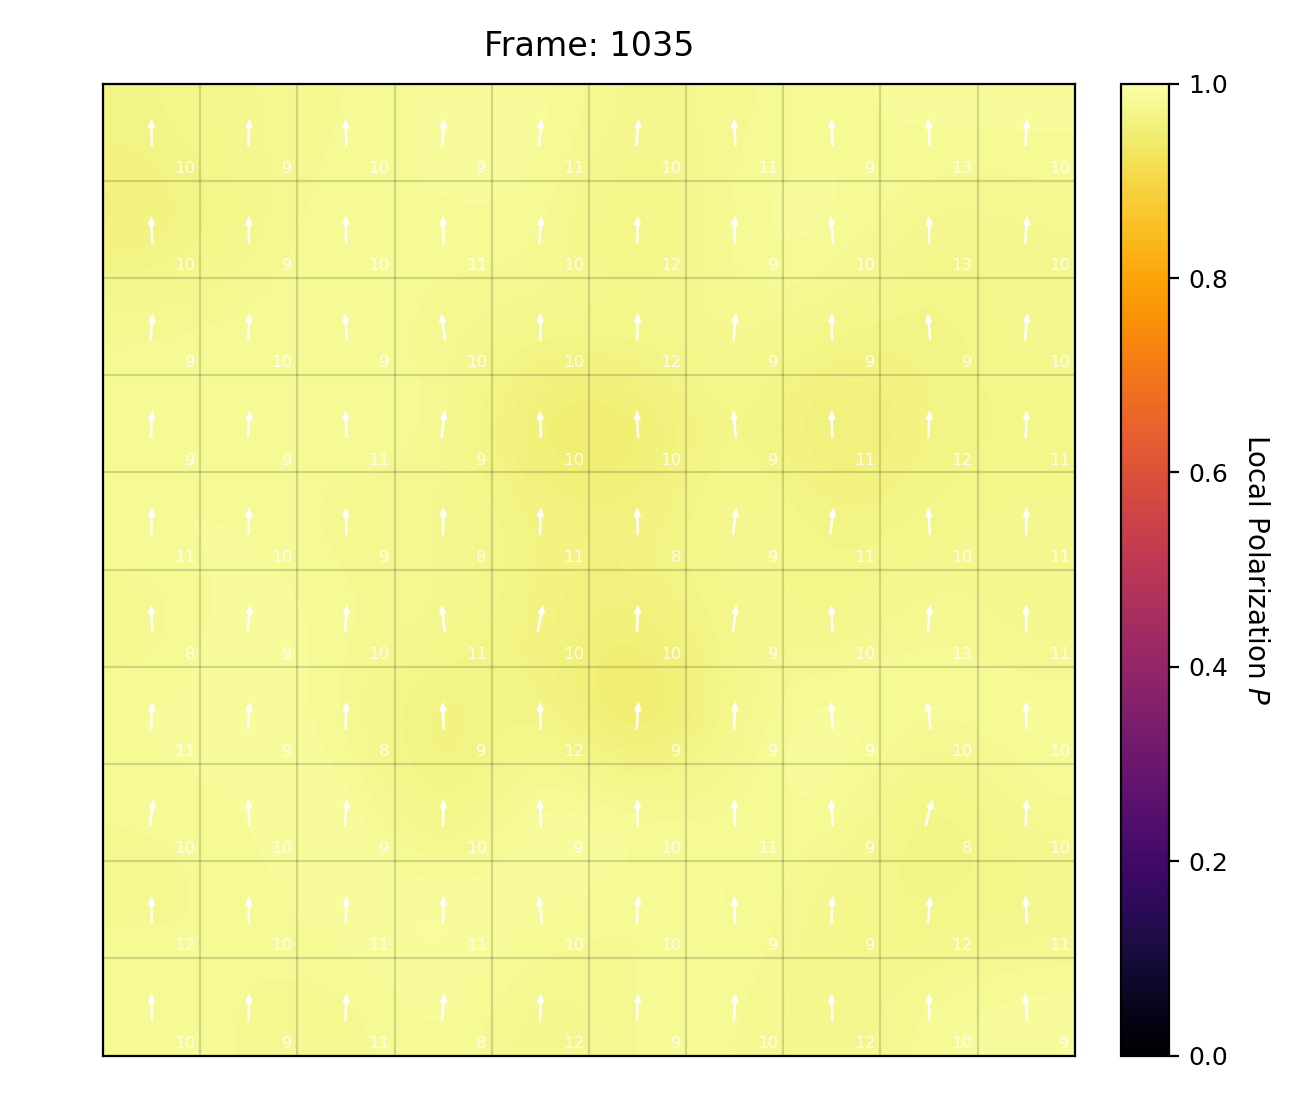 Frame: 1035
10 9 10 9 11 10 11 9 13 10
10 9 10 11 10 12 9 10 13 10
9 10 9 10 10 12 9 9 9 10
9 9 11 9 10 10 9 11 12 11
11 10 9 8 11 8 9 11 10 11
8 9 10 11 10 10 9 10 13 11
11 9 8 9 12 9 9 9 10 10
10 10 9 10 9 10 11 9 8 10
12 10 11 11 10 10 9 9 12 11
10 9 11 8 12 9 10 12 10 9
1.0
0.8
0.6
0.4
0.2
0.0
Local Polarization P